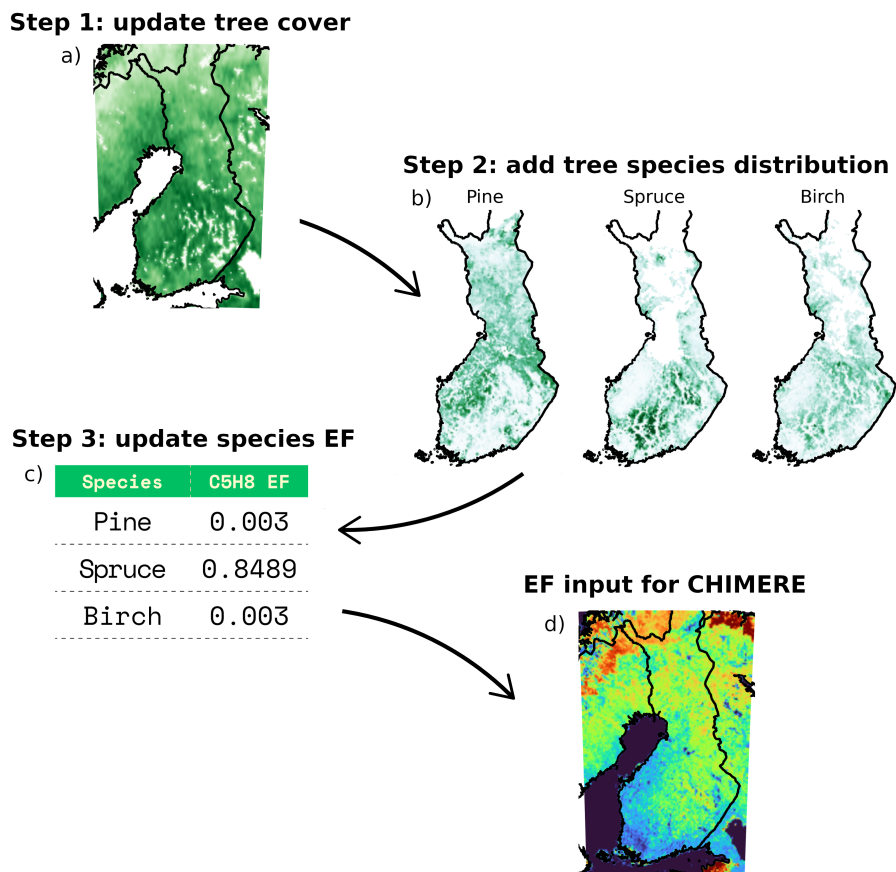 Step 1: update tree cover
a)
Step 2: add tree species distribution
b) Pine Spruce Birch
Step 3: update species EF
c)
Species C5H8 EF
Pine 0.003
Spruce 0.8489
Birch 0.003
EF input for CHIMERE
d)